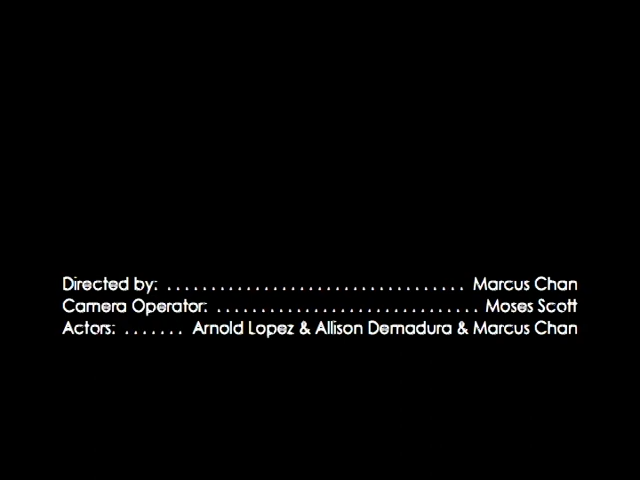 Directed by: . . . . . . . . . . . . . . . . . . . . . . . . . . . . . . . . . . Marcus Chan
Camera Operator: . . . . . . . . . . . . . . . . . . . . . . . . . . . . . . Moses Scott
Actors: . . . . . . . Arnold Lopez & Allison Demadura & Marcus Chan